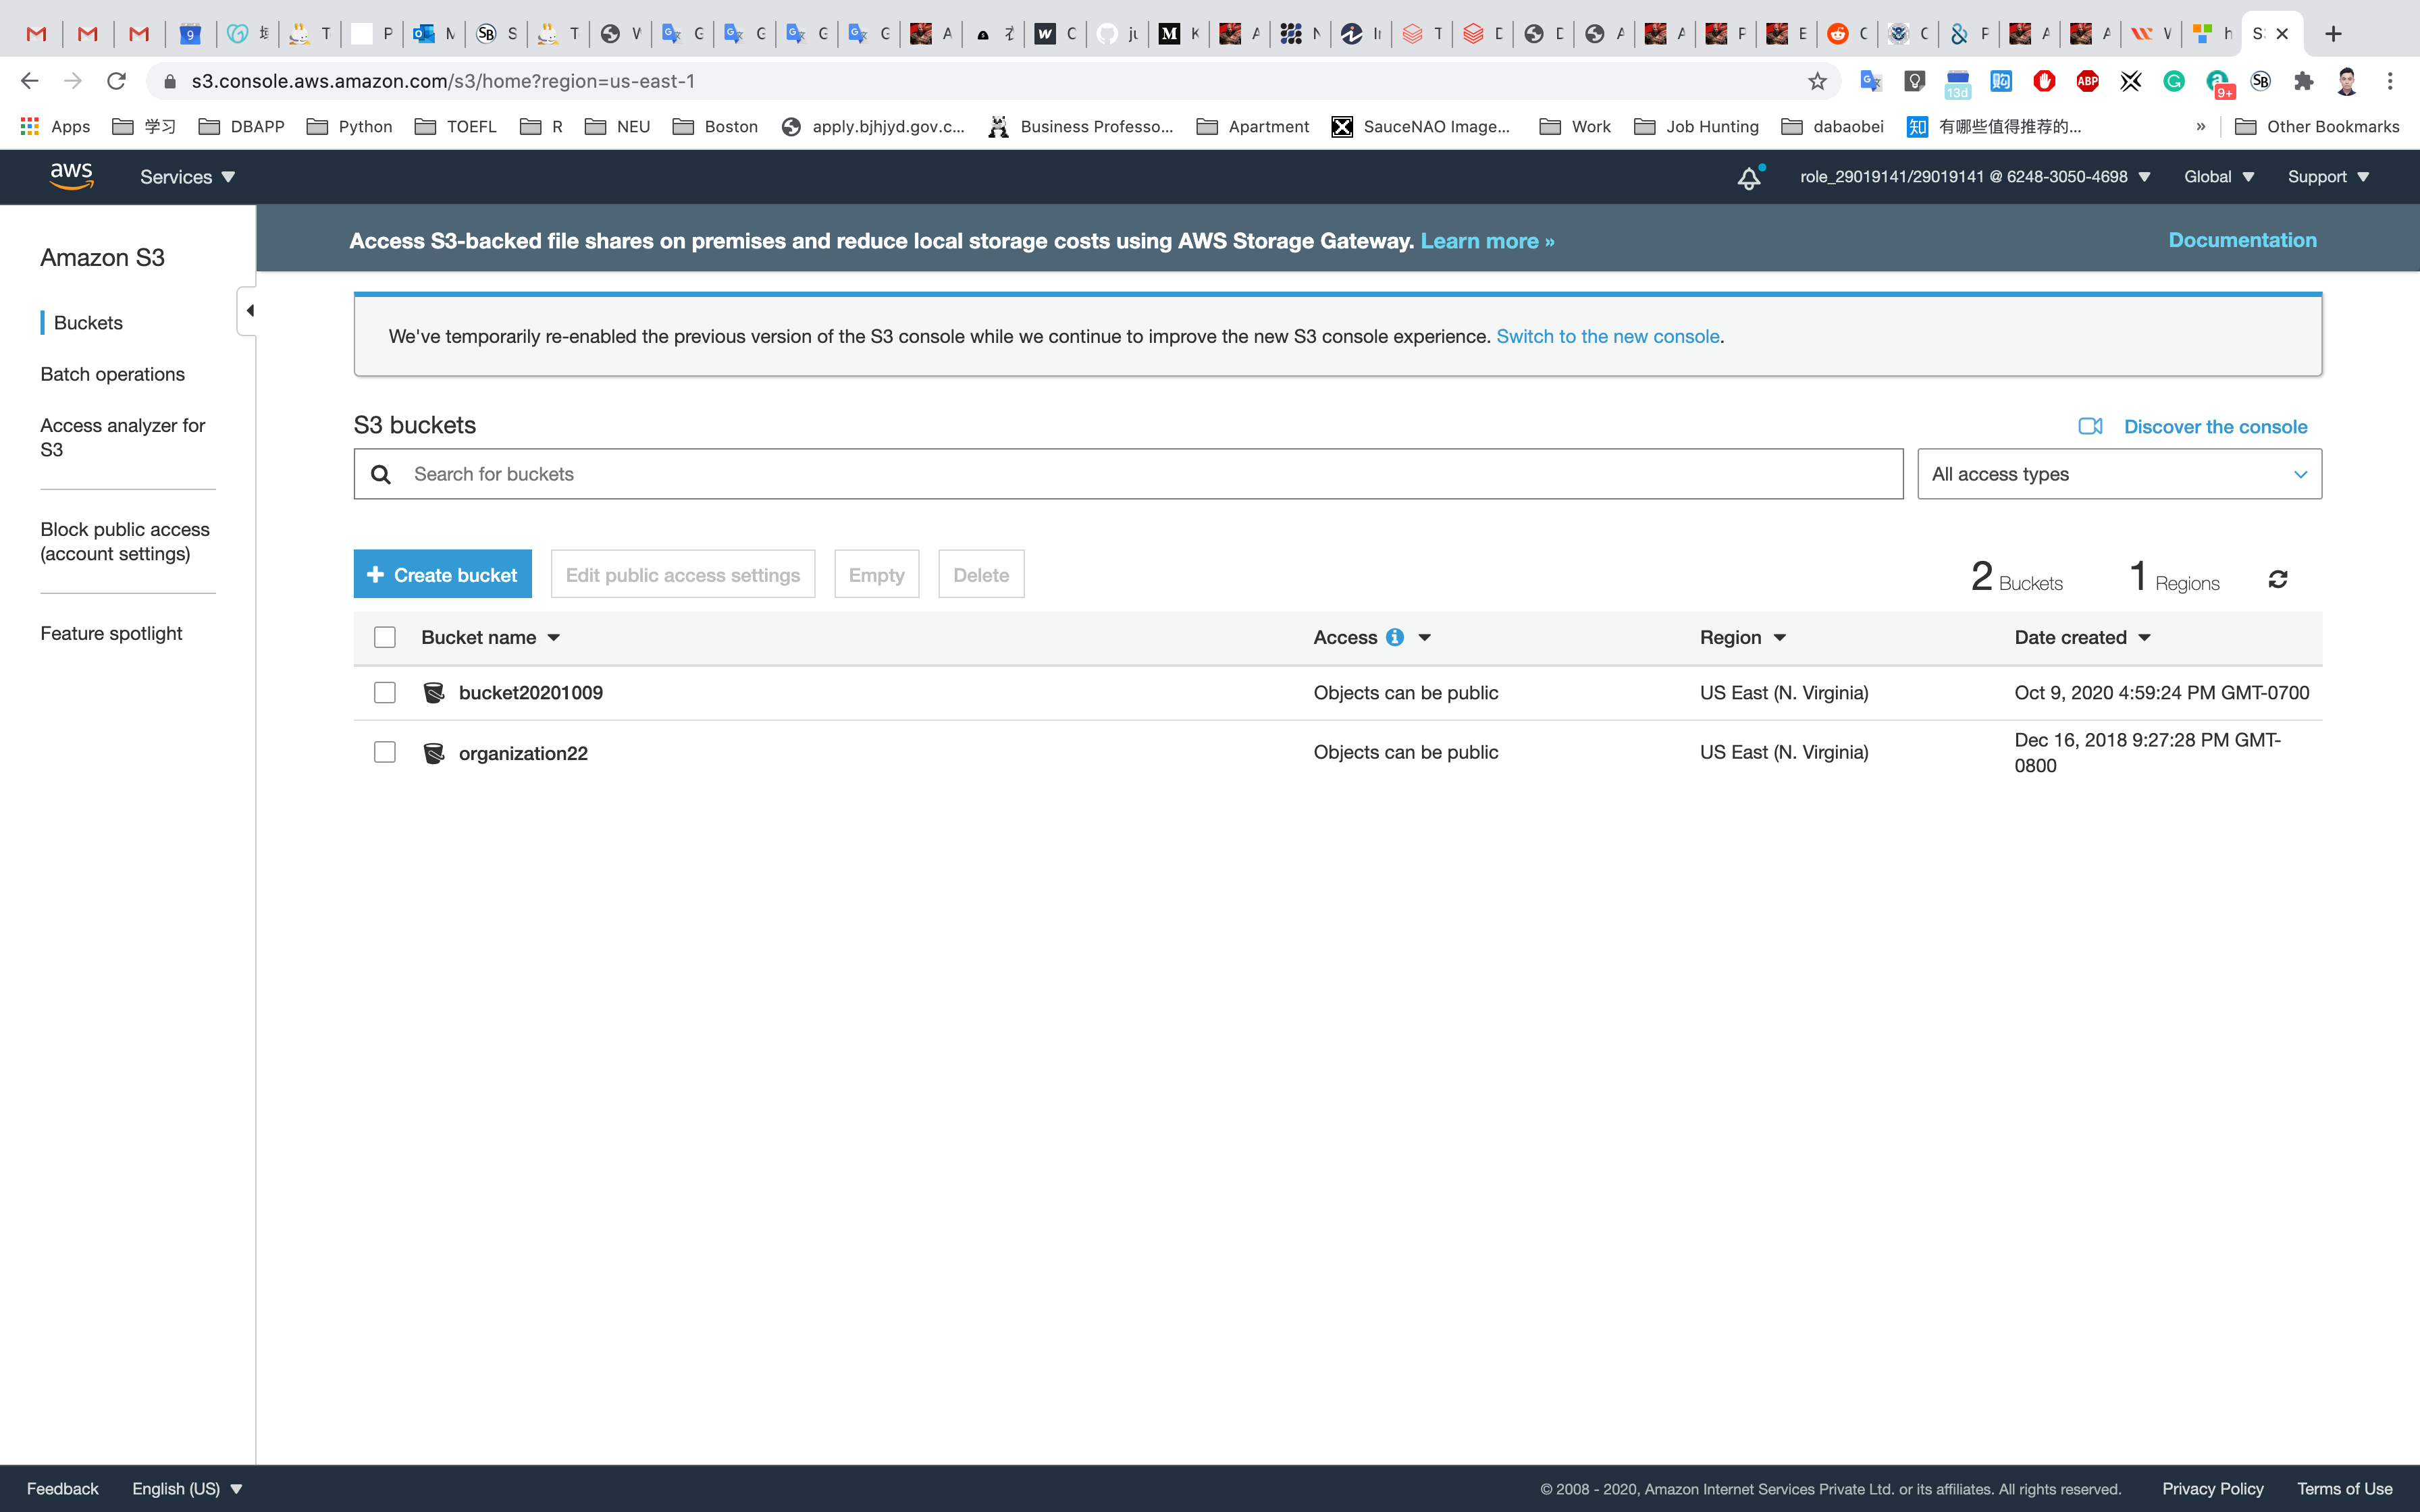 s3.console.aws.amazon.com/s3/home?region=us-east-1
13d
ABP
9+
Apps 学习 DBAPP Python TOEFL R NEU Boston apply.bjhjyd.gov.c... Business Professo... Apartment SauceNAO Image... Work Job Hunting dabaobei 有哪些值得推荐的... » Other Bookmarks
aws Services role_29019141/29019141 @ 6248-3050-4698 Global Support
Access S3-backed file shares on premises and reduce local storage costs using AWS Storage Gateway. Learn more » Documentation
Amazon S3
Buckets
Batch operations
Access analyzer for
S3
Block public access
(account settings)
Feature spotlight
We've temporarily re-enabled the previous version of the S3 console while we continue to improve the new S3 console experience. Switch to the new console.
S3 buckets Discover the console
Search for buckets All access types
Create bucket Edit public access settings Empty Delete 2 Buckets 1 Regions
Bucket name Access Region Date created
bucket20201009 Objects can be public US East (N. Virginia) Oct 9, 2020 4:59:24 PM GMT-0700
organization22 Objects can be public US East (N. Virginia) Dec 16, 2018 9:27:28 PM GMT-
0800
Feedback English (US) © 2008 - 2020, Amazon Internet Services Private Ltd. or its affiliates. All rights reserved. Privacy Policy Terms of Use